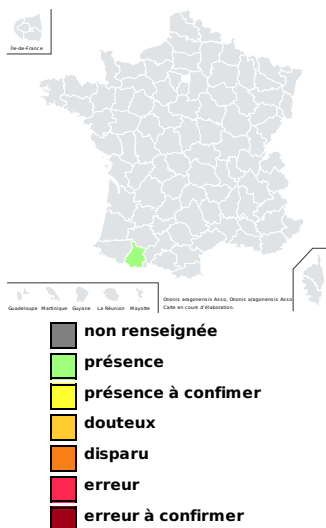 Île-de-France
Guadeloupe Martinique Guyane La Réunion Mayotte
Ononis aragonensis Asso, Ononis aragonensis Asso
Carte en cours d'élaboration.
non renseignée
présence
présence à confimer
douteux
disparu
erreur
erreur à confirmer